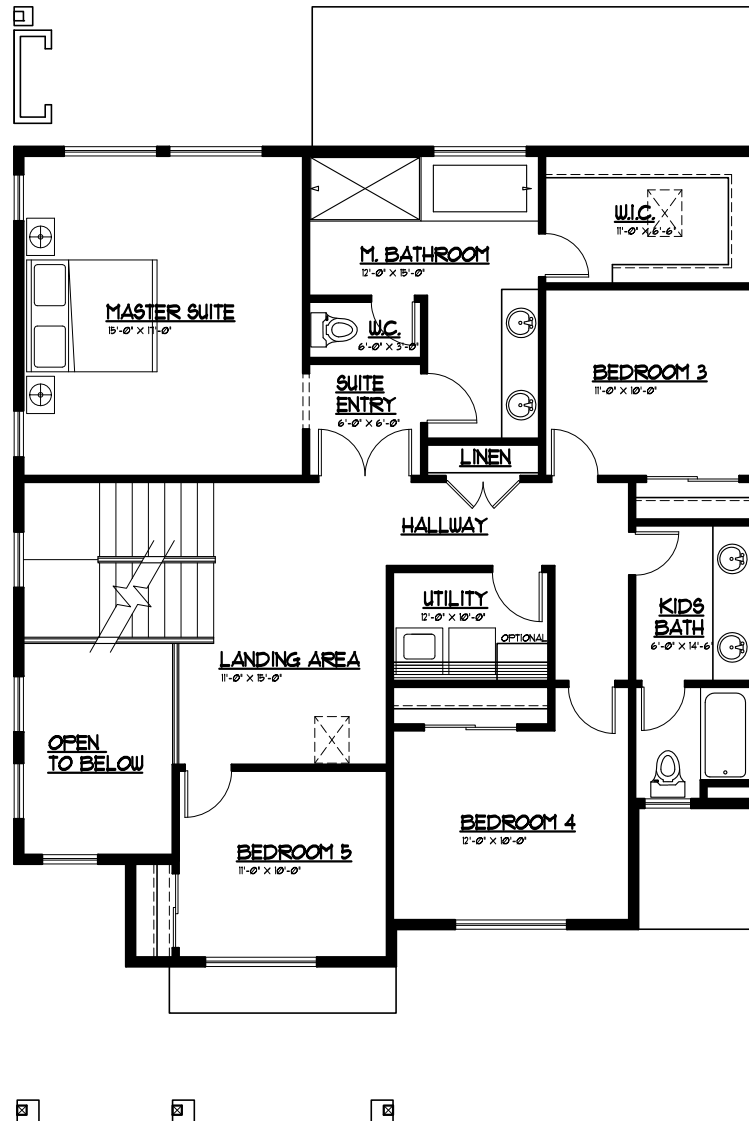 W.I.C.
11'-0" X 6'-6"
M. BATHROOM
12'-0" X 15'-0"
MASTER SUITE
15'-0" X 17'-0"
W.C.
6'-0" X 3'-0"
BEDROOM 3
11'-0" X 10'-0"
SUITE
ENTRY
6'-0" X 6'-0"
LINEN
HALLWAY
UTILITY
12'-0" X 10'-0"
OPTIONAL
KIDS
BATH
6'-0" X 14'-6"
LANDING AREA
11'-0" X 15'-0"
OPEN
TO BELOW
BEDROOM 4
12'-0" X 10'-0"
BEDROOM 5
11'-0" X 10'-0"